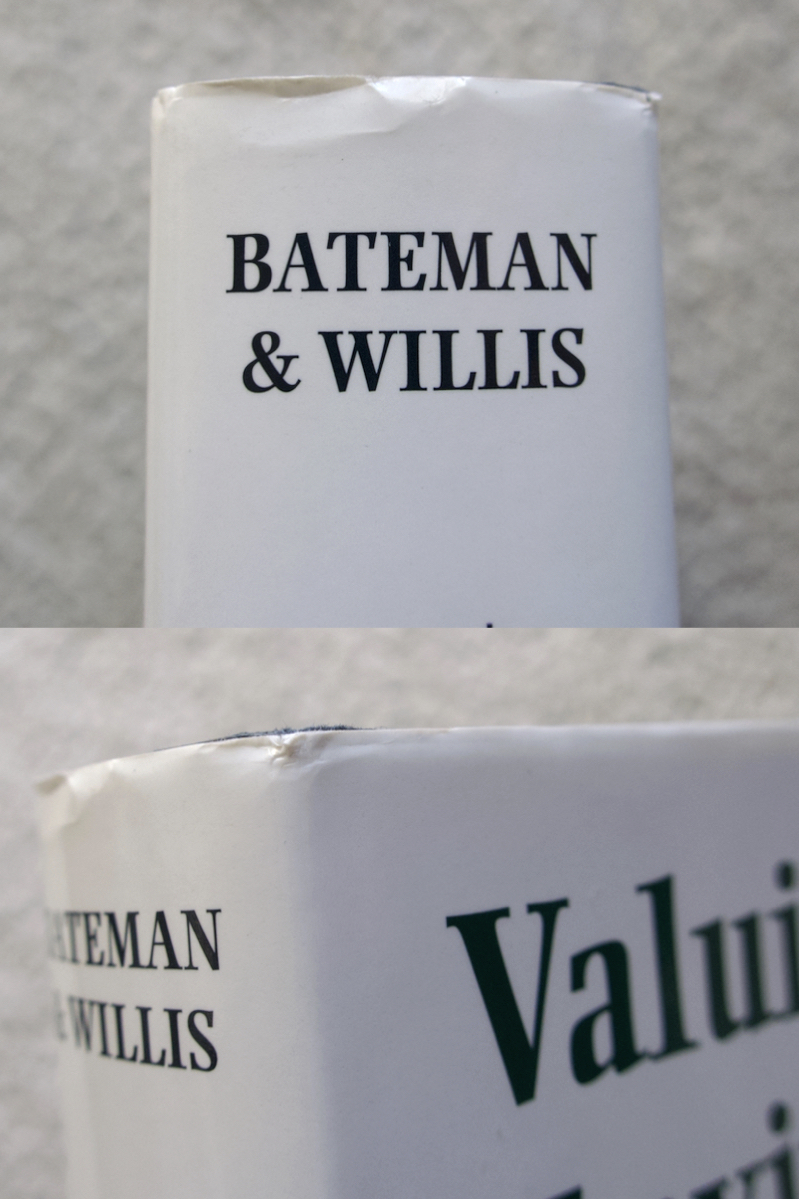 BATEMAN
& WILLIS
ATEMAN
& WILLIS
Valui